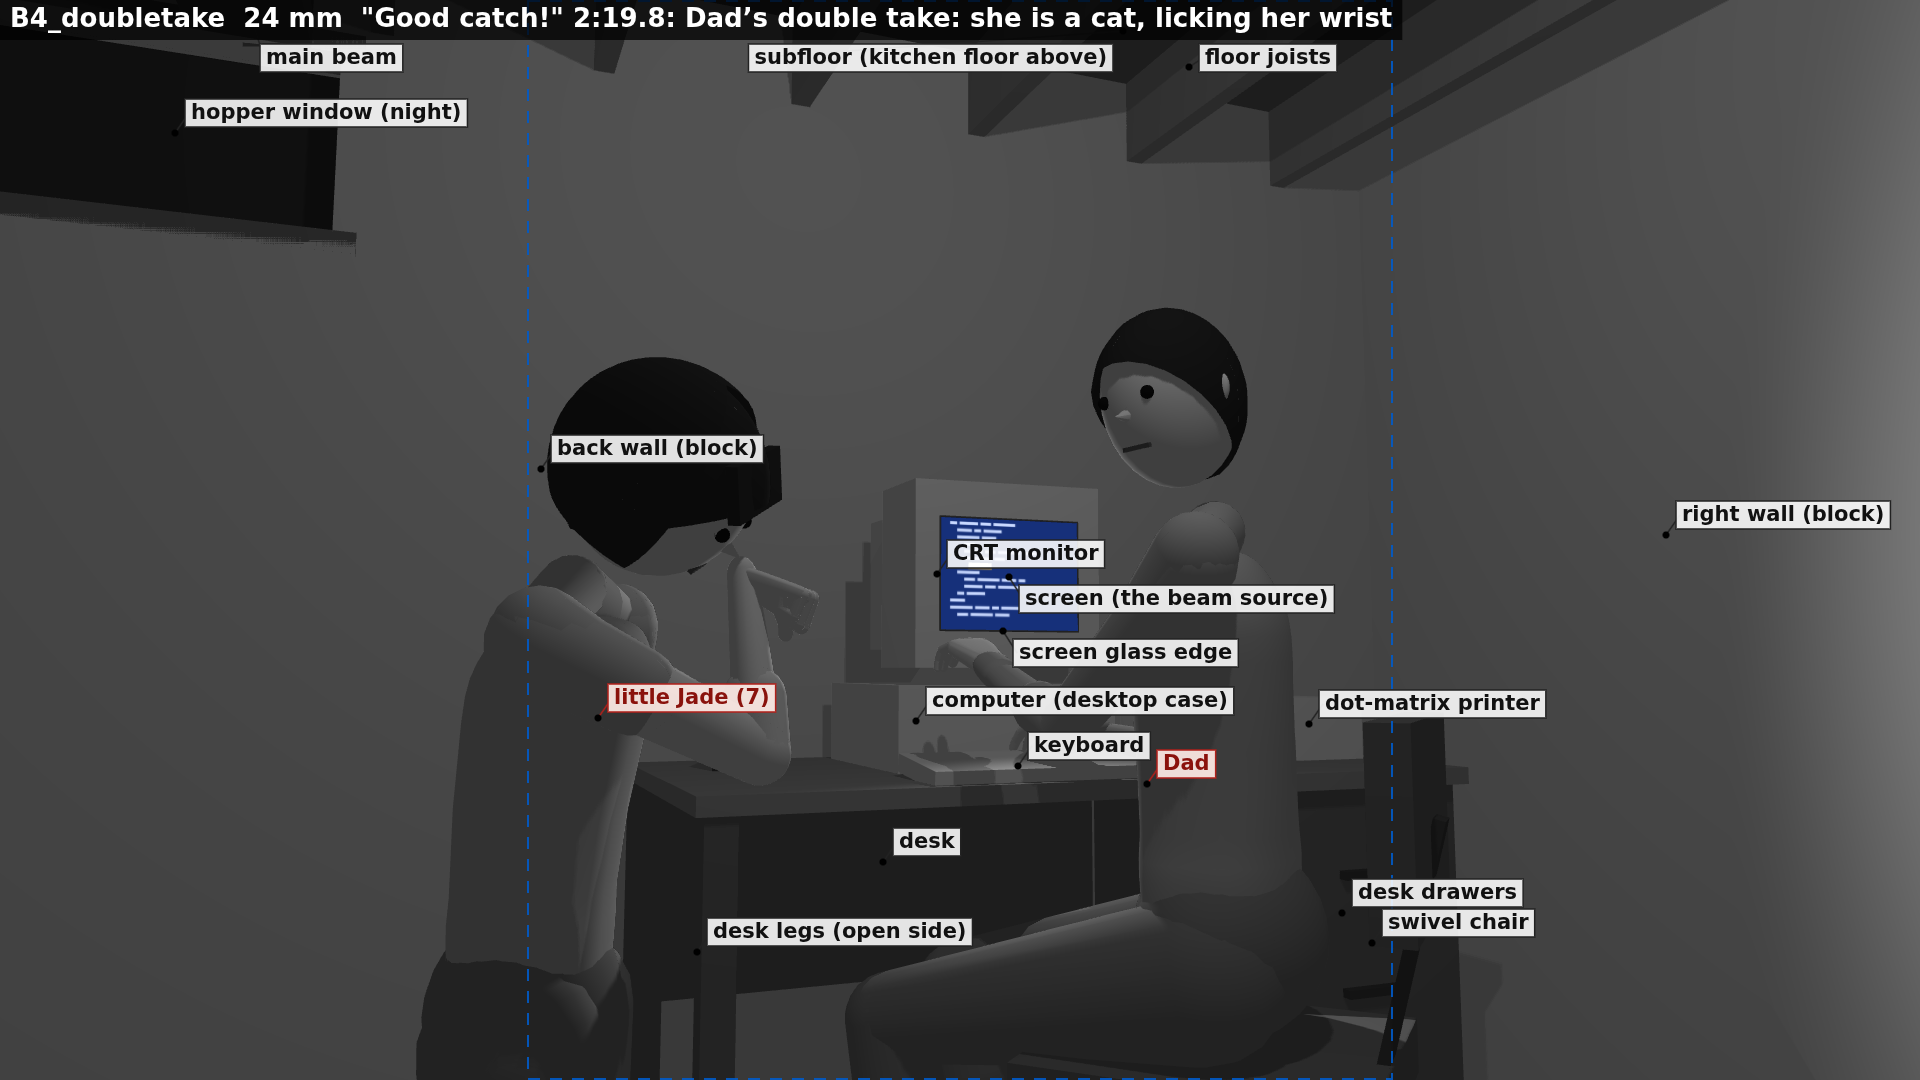 B4_doubletake 24 mm "Good catch!" 2:19.8: Dad’s double take: she is a cat, licking her wrist
main beam
subfloor (kitchen floor above)
floor joists
hopper window (night)
back wall (block)
right wall (block)
CRT monitor
screen (the beam source)
screen glass edge
little Jade (7)
computer (desktop case)
dot-matrix printer
keyboard
Dad
desk
desk drawers
swivel chair
desk legs (open side)